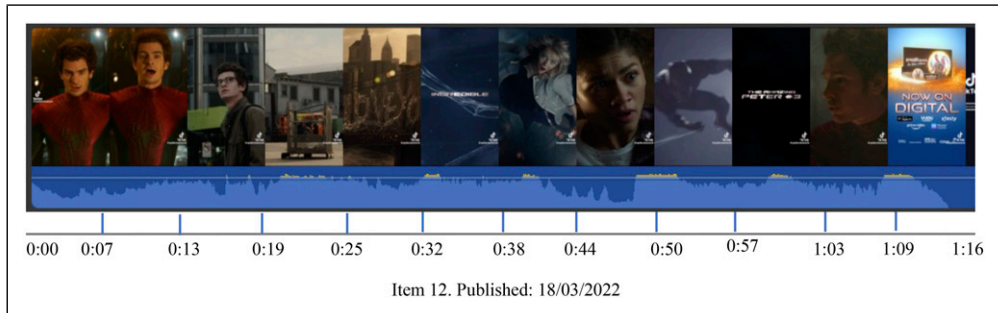 INCREDIBLE
THE AMAZING
PETER #3
NOW ON
DIGITAL
0:00 0:07 0:13 0:19 0:25 0:32 0:38 0:44 0:50 0:57 1:03 1:09 1:16
Item 12. Published: 18/03/2022